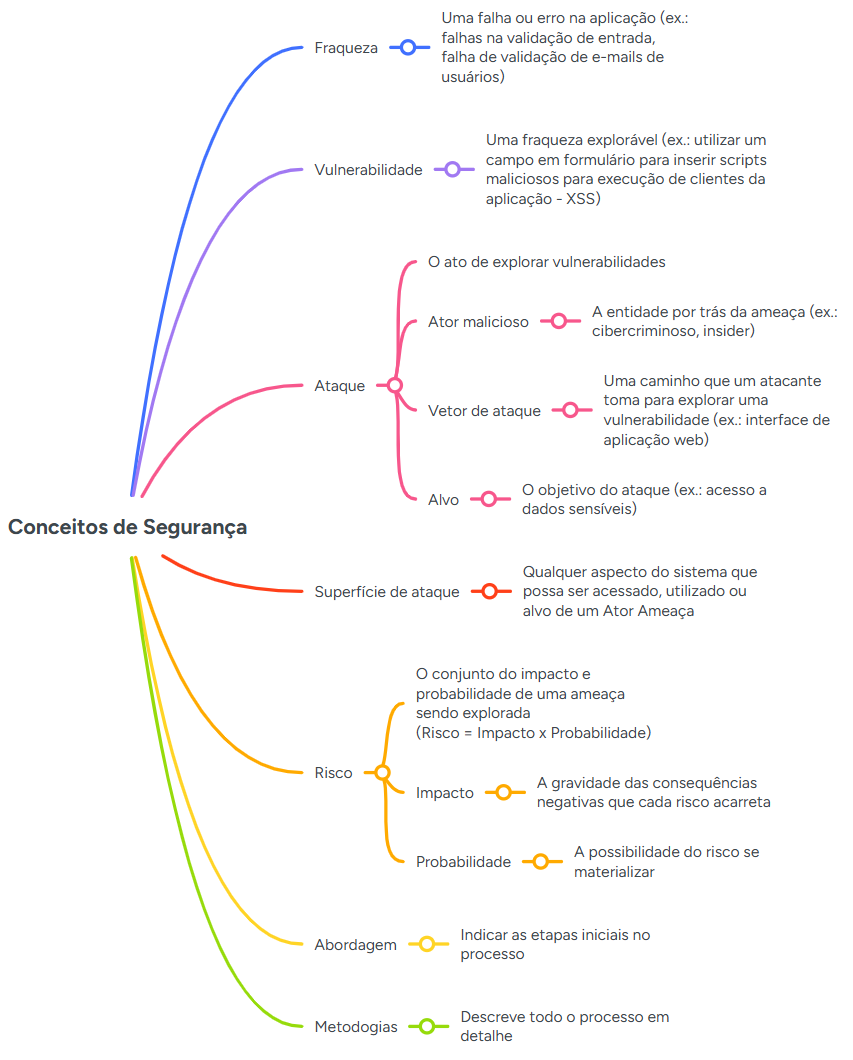 Fraqueza
Uma falha ou erro na aplicação (ex.:
falhas na validação de entrada,
falha de validação de e-mails de
usuários)
Vulnerabilidade
Uma fraqueza explorável (ex.: utilizar um
campo em formulário para inserir scripts
maliciosos para execução de clientes da
aplicação - XSS)
Ataque
O ato de explorar vulnerabilidades
Ator malicioso
A entidade por trás da ameaça (ex.:
cibercriminoso, insider)
Vetor de ataque
Uma caminho que um atacante
toma para explorar uma
vulnerabilidade (ex.: interface de
aplicação web)
Alvo
O objetivo do ataque (ex.: acesso a
dados sensíveis)
Conceitos de Segurança
Superfície de ataque
Qualquer aspecto do sistema que
possa ser acessado, utilizado ou
alvo de um Ator Ameaça
Risco
O conjunto do impacto e
probabilidade de uma ameaça
sendo explorada
(Risco = Impacto x Probabilidade)
Impacto
A gravidade das consequências
negativas que cada risco acarreta
Probabilidade
A possibilidade do risco se
materializar
Abordagem
Indicar as etapas iniciais no
processo
Metodogias
Descreve todo o processo em
detalhe